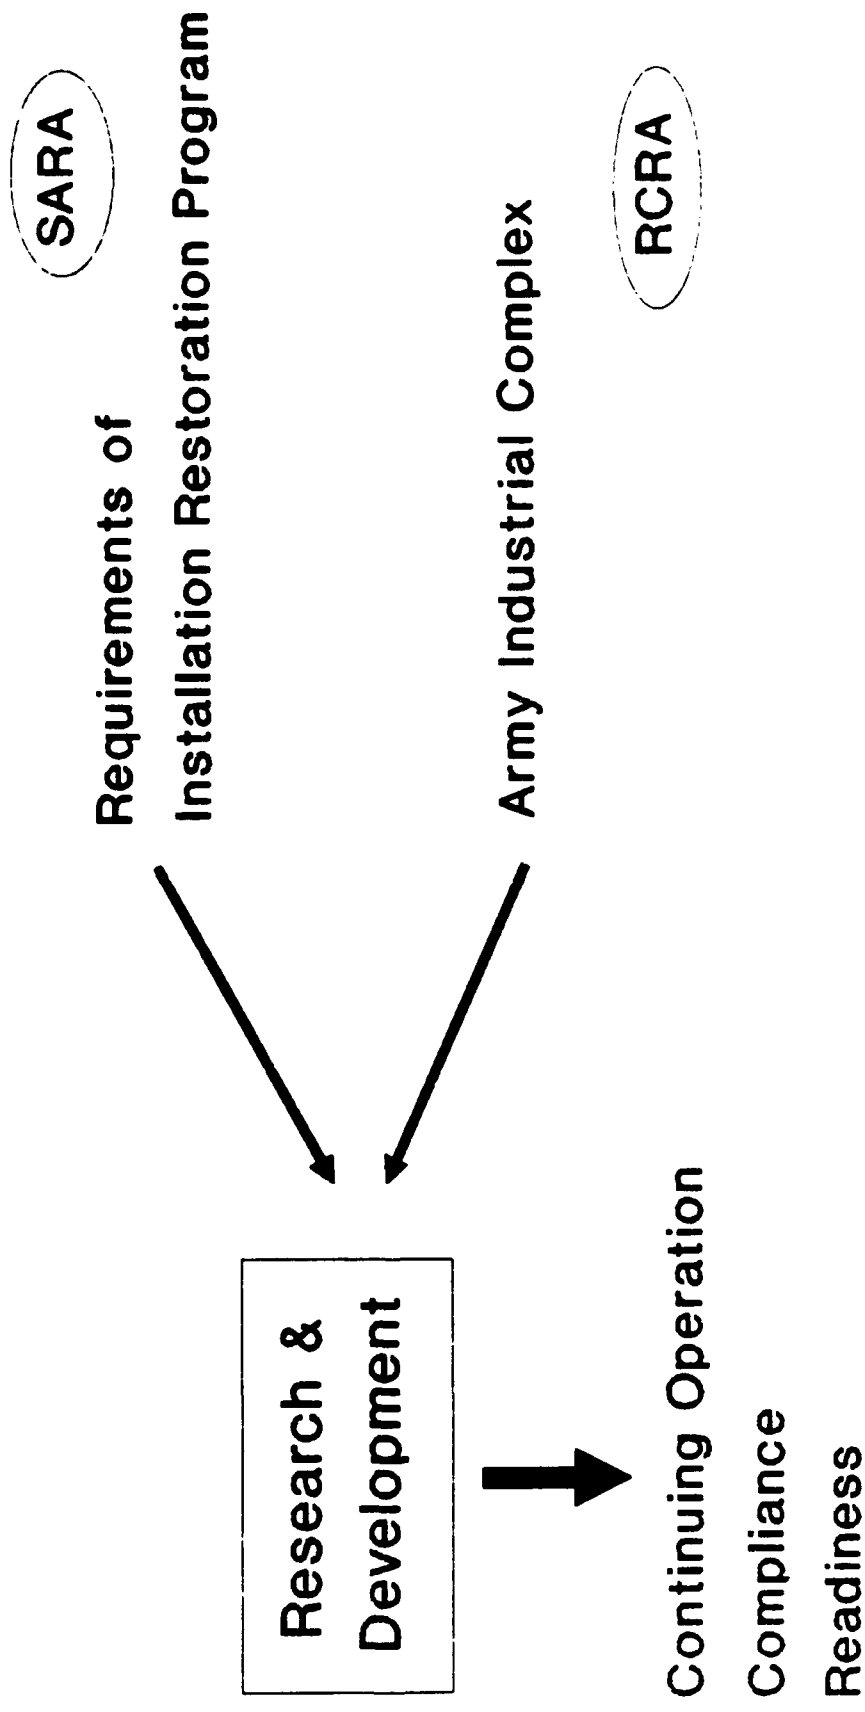 SARA
Requirements of
Installation Restoration Program
Research &
Development
Army Industrial Complex
RCRA
Continuing Operation
Compliance
Readiness